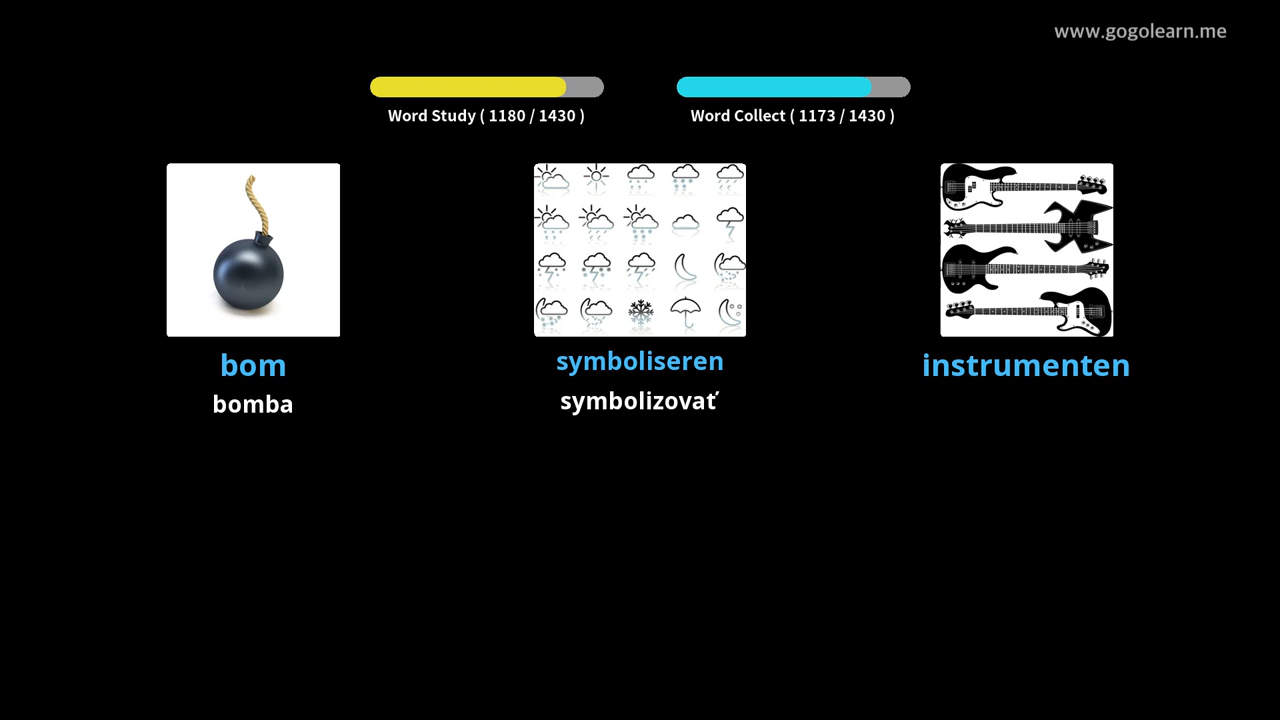 www.gogolearn.me
Word Study ( 1180 / 1430 )
Word Collect ( 1173 / 1430 )
bom
bomba
symboliseren
symbolizovať
instrumenten